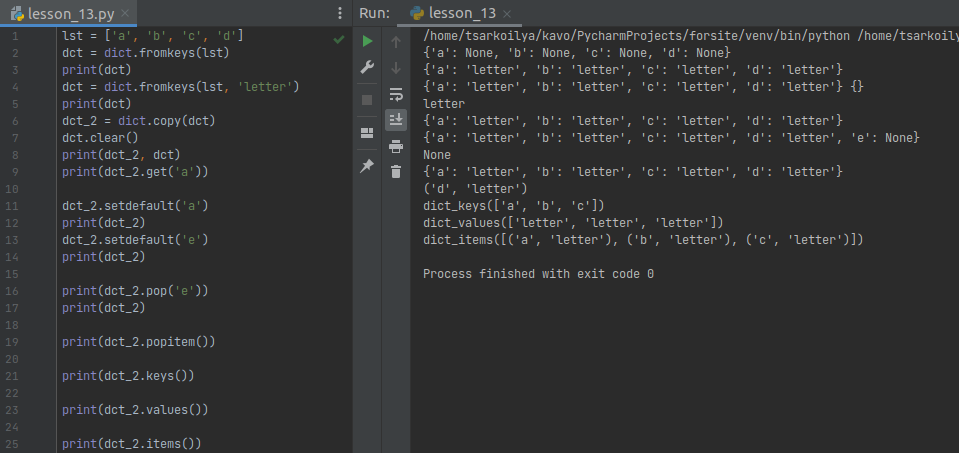 lesson_13.py
1 lst = ['a', 'b', 'c', 'd']
2 dct = dict.fromkeys(lst)
3 print(dct)
4 dct = dict.fromkeys(lst, 'letter')
5 print(dct)
6 dct_2 = dict.copy(dct)
7 dct.clear()
8 print(dct_2, dct)
9 print(dct_2.get('a'))
10
11 dct_2.setdefault('a')
12 print(dct_2)
13 dct_2.setdefault('e')
14 print(dct_2)
15
16 print(dct_2.pop('e'))
17 print(dct_2)
18
19 print(dct_2.popitem())
20
21 print(dct_2.keys())
22
23 print(dct_2.values())
24
25 print(dct_2.items())
Run: lesson_13
/home/tsarkoilya/kavo/PycharmProjects/forsite/venv/bin/python /home/tsarkoily
{'a': None, 'b': None, 'c': None, 'd': None}
{'a': 'letter', 'b': 'letter', 'c': 'letter', 'd': 'letter'}
{'a': 'letter', 'b': 'letter', 'c': 'letter', 'd': 'letter'} {}
letter
{'a': 'letter', 'b': 'letter', 'c': 'letter', 'd': 'letter'}
{'a': 'letter', 'b': 'letter', 'c': 'letter', 'd': 'letter', 'e': None}
None
{'a': 'letter', 'b': 'letter', 'c': 'letter', 'd': 'letter'}
('d', 'letter')
dict_keys(['a', 'b', 'c'])
dict_values(['letter', 'letter', 'letter'])
dict_items([('a', 'letter'), ('b', 'letter'), ('c', 'letter')])
Process finished with exit code 0